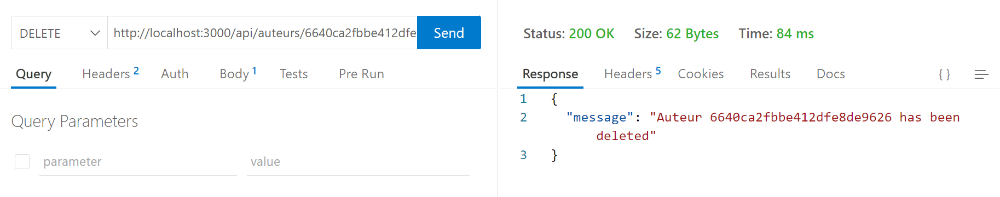 DELETE
http://localhost:3000/api/auteurs/6640ca2fbbe412dfe
Send
Query
Headers 2
Auth
Body 1
Tests
Pre Run
Query Parameters
parameter
value
Status: 200 OK
Size: 62 Bytes
Time: 84 ms
Response
Headers 5
Cookies
Results
Docs
{ }
1 {
2 "message": "Auteur 6640ca2fbbe412dfe8de9626 has been
deleted"
3 }